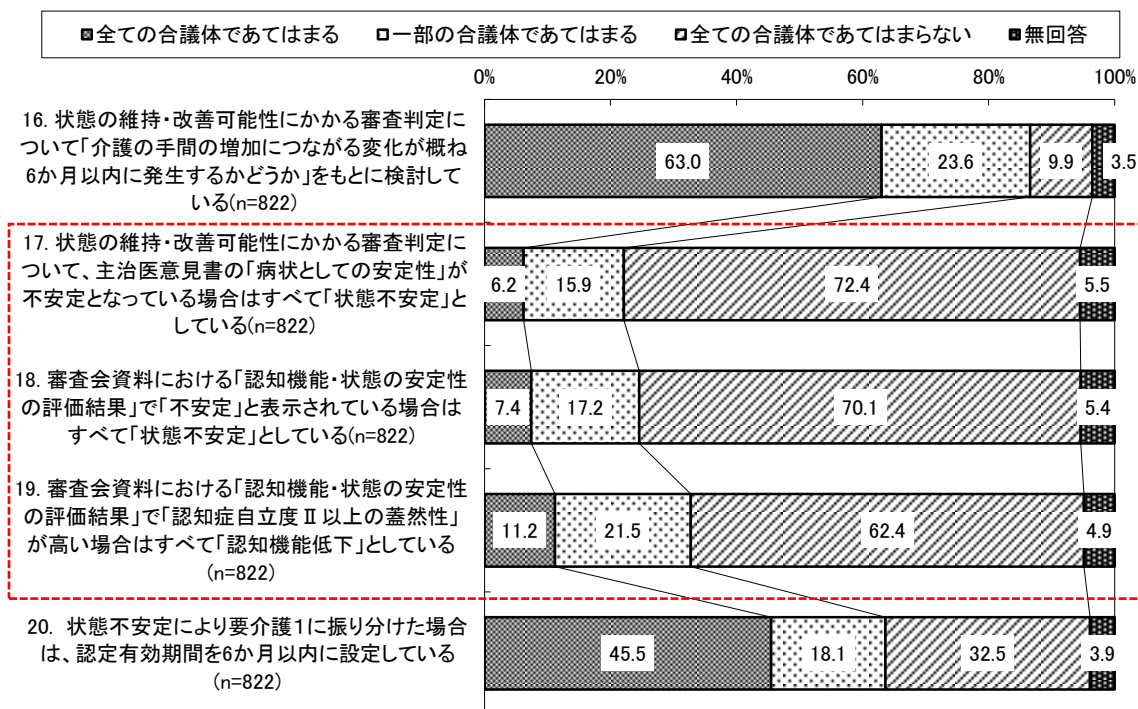 全ての合議体であてはまる 一部の合議体であてはまる 全ての合議体であてはまらない 無回答
0% 20% 40% 60% 80% 100%
16. 状態の維持・改善可能性にかかる審査判定に
ついて「介護の手間の増加につながる変化が概ね
6か月以内に発生するかどうか」をもとに検討して
いる(n=822)
63.0 23.6 9.9 3.5
17. 状態の維持・改善可能性にかかる審査判定に
ついて、主治医意見書の「病状としての安定性」が
不安定となっている場合はすべて「状態不安定」と
している(n=822)
6.2 15.9 72.4 5.5
18. 審査会資料における「認知機能・状態の安定性
の評価結果」で「不安定」と表示されている場合は
すべて「状態不安定」としている(n=822)
7.4 17.2 70.1 5.4
19. 審査会資料における「認知機能・状態の安定性
の評価結果」で「認知症自立度Ⅱ以上の蓋然性」
が高い場合はすべて「認知機能低下」としている
(n=822)
11.2 21.5 62.4 4.9
20. 状態不安定により要介護1に振り分けた場合
は、認定有効期間を6か月以内に設定している
(n=822)
45.5 18.1 32.5 3.9